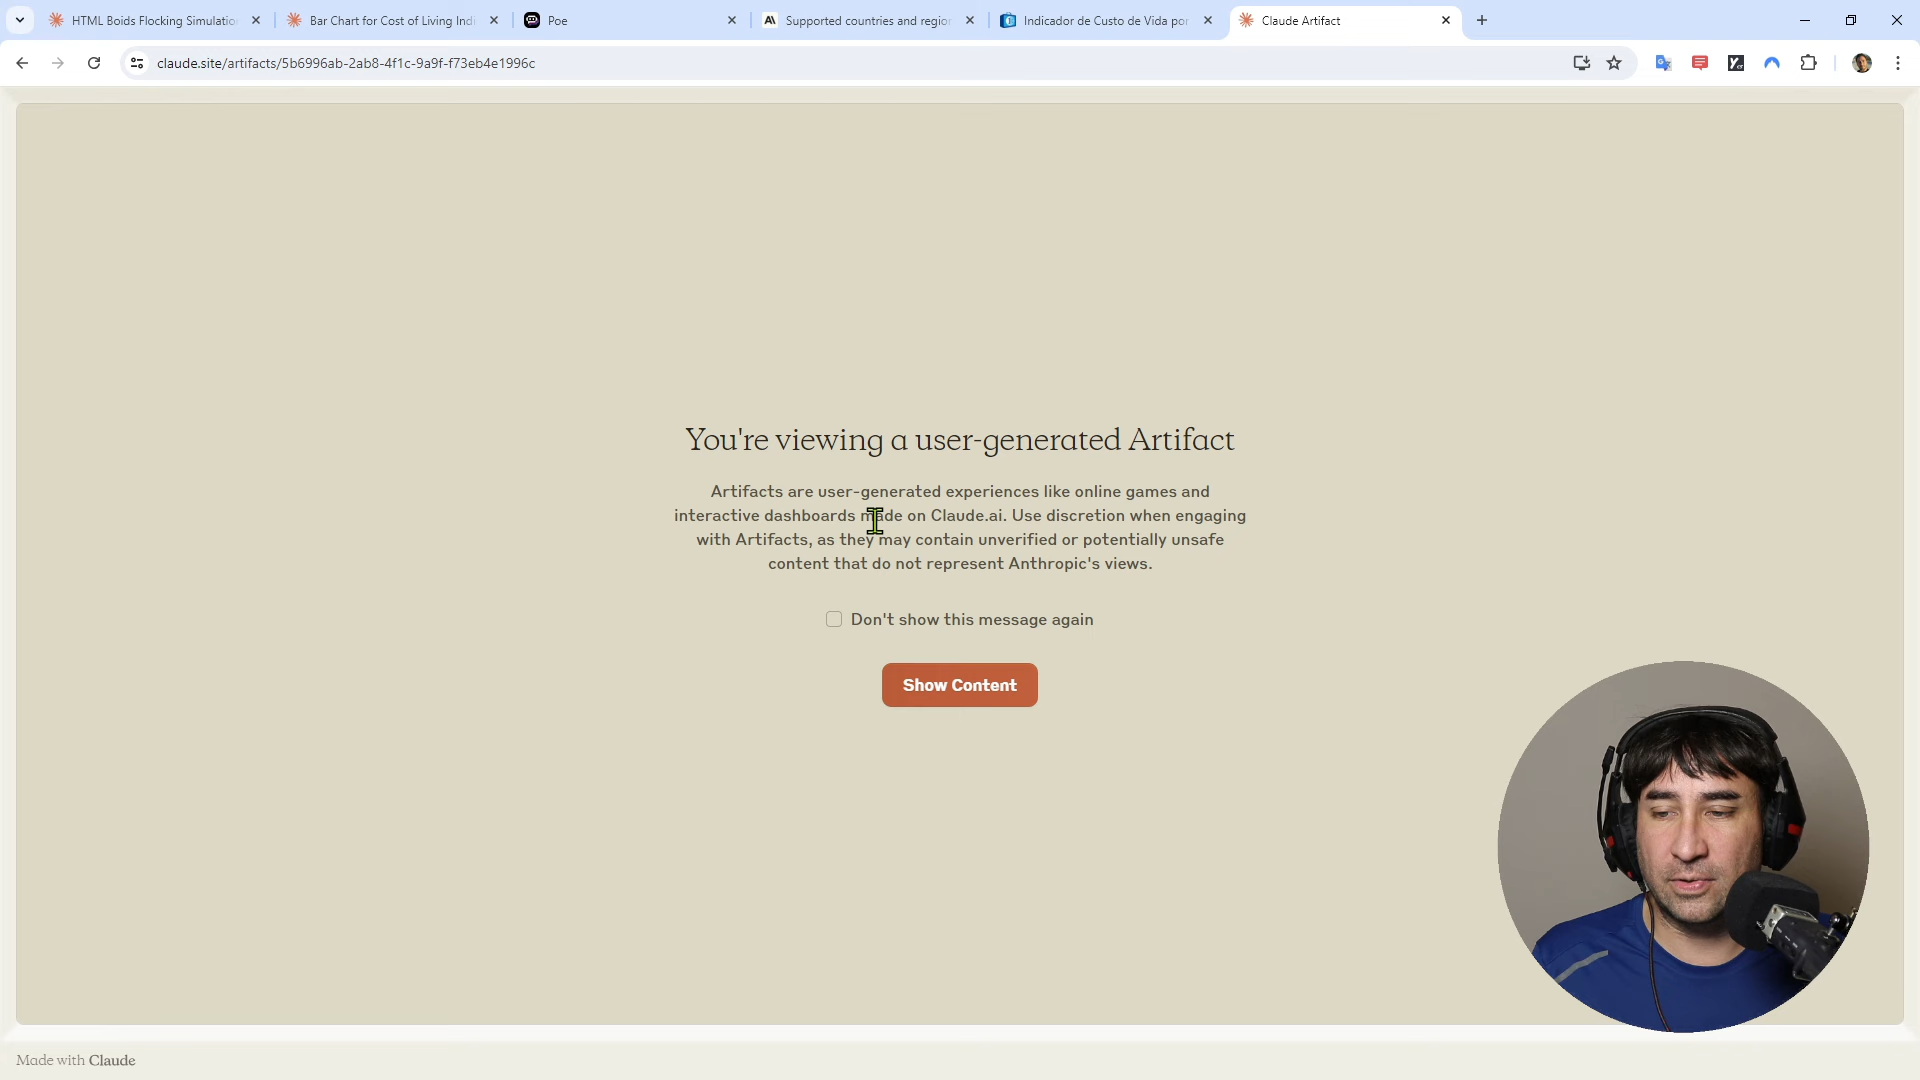 HTML Boids Flocking Simulation
Bar Chart for Cost of Living Indi
Poe
Supported countries and region
Indicador de Custo de Vida por
Claude Artifact
claude.site/artifacts/5b6996ab-2ab8-4f1c-9a9f-f73eb4e1996c
You're viewing a user-generated Artifact
Artifacts are user-generated experiences like online games and
interactive dashboards made on Claude.ai. Use discretion when engaging
with Artifacts, as they may contain unverified or potentially unsafe
content that do not represent Anthropic's views.
Don't show this message again
Show Content
Made with Claude